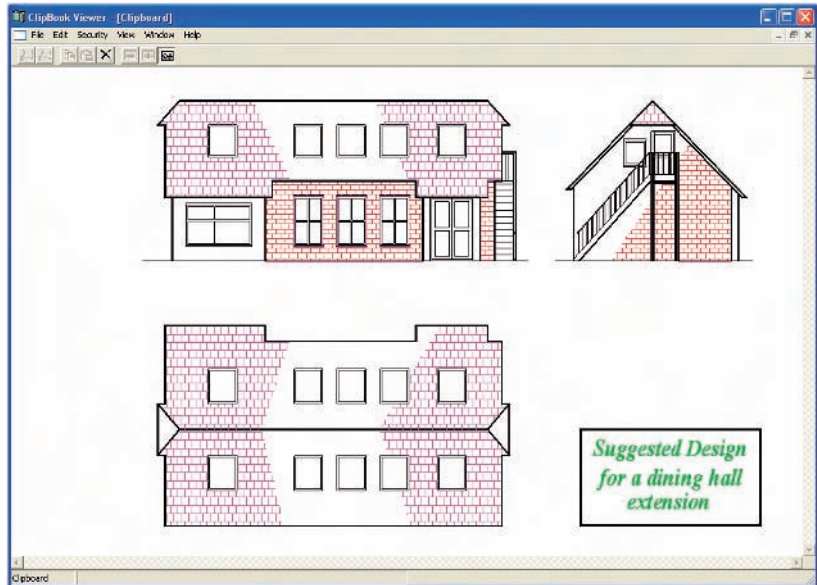 ClipBook Viewer - [Clipboard]
File Edit Security View Window Help
Suggested Design
for a dining hall
extension
Clipboard